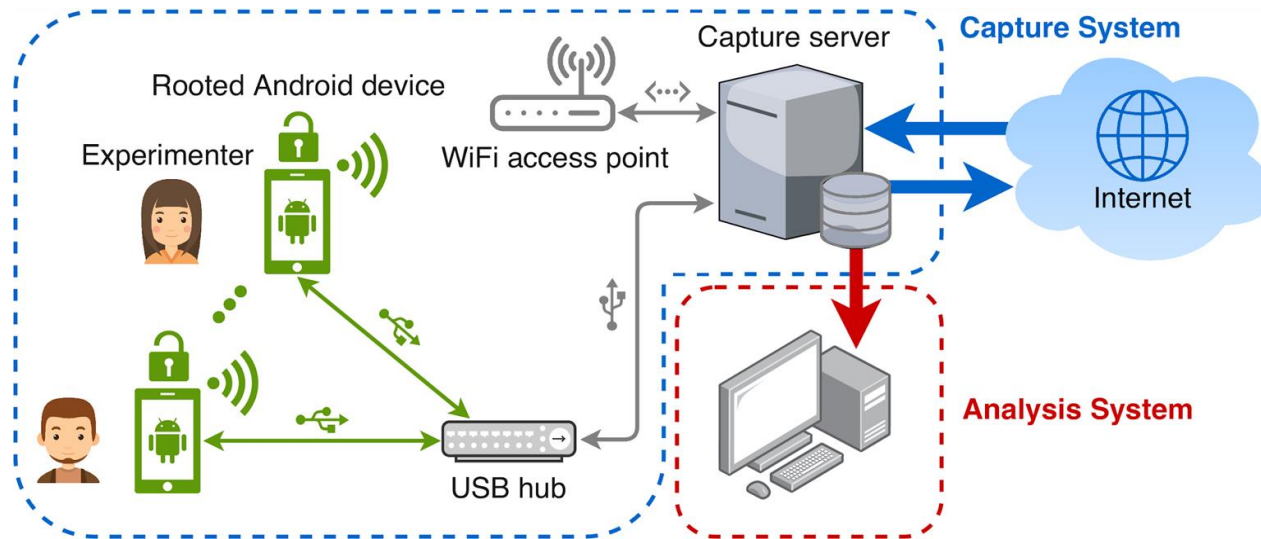 Capture server
Capture System
Rooted Android device
Experimenter
WiFi access point
Internet
Analysis System
USB hub